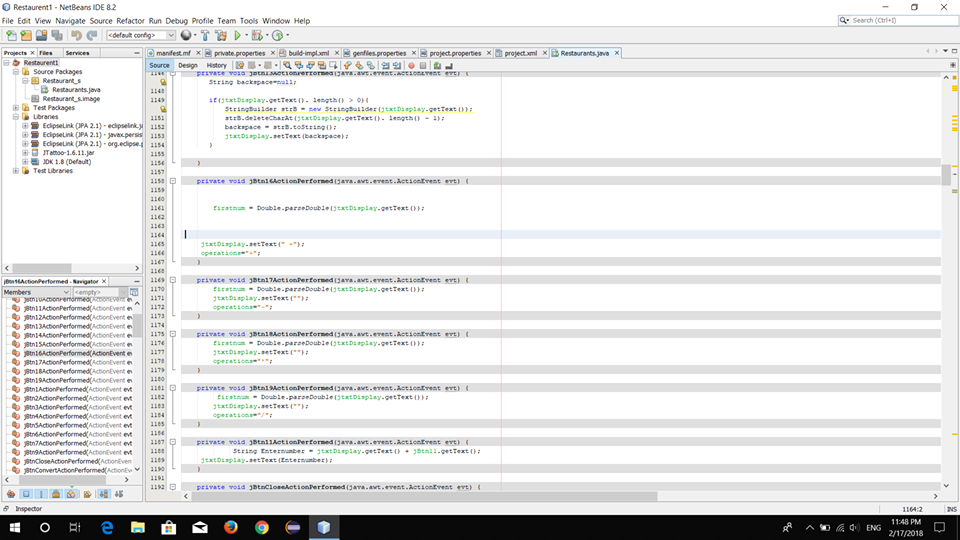 Restaurent1 - NetBeans IDE 8.2
File Edit View Navigate Source Refactor Run Debug Profile Team Tools Window Help
Search (Ctrl+I)
<default config>
Projects Files Services
manifest.mf private.properties build-impl.xml genfiles.properties project.properties project.xml Restaurants.java
Source Design History
Restaurent1
Source Packages
Restaurant_s
Restaurants.java
Restaurant_s.image
Test Packages
Libraries
EclipseLink (JPA 2.1) - eclipselink.ja
EclipseLink (JPA 2.1) - javax.persist
EclipseLink (JPA 2.1) - org.eclipse.p
JTattoo-1.6.11.jar
JDK 1.8 (Default)
Test Libraries
jBtn16ActionPerformed - Navigator
Members <empty>
jBtn10ActionPerformed(ActionEvent ev
jBtn11ActionPerformed(ActionEvent evt
jBtn12ActionPerformed(ActionEvent evt
jBtn13ActionPerformed(ActionEvent evt
jBtn14ActionPerformed(ActionEvent evt
jBtn15ActionPerformed(ActionEvent evt
jBtn16ActionPerformed(ActionEvent evt
jBtn17ActionPerformed(ActionEvent evt
jBtn18ActionPerformed(ActionEvent evt
jBtn19ActionPerformed(ActionEvent evt
jBtn2ActionPerformed(ActionEvent evt)
jBtn3ActionPerformed(ActionEvent evt)
jBtn4ActionPerformed(ActionEvent evt)
jBtn5ActionPerformed(ActionEvent evt)
jBtn6ActionPerformed(ActionEvent evt)
jBtn7ActionPerformed(ActionEvent evt)
jBtn9ActionPerformed(ActionEvent evt)
jBtnCloseActionPerformed(ActionEvent
jBtnConvertActionPerformed(ActionEv
1146 private void jBtn13ActionPerformed(java.awt.event.ActionEvent evt) {
String backspace=null;
1148
1149 if(jtxtDisplay.getText(). length() > 0){
StringBuilder strB = new StringBuilder(jtxtDisplay.getText());
1151 strB.deleteCharAt(jtxtDisplay.getText(). length() - 1);
1152 backspace = strB.toString();
1153 jtxtDisplay.setText(backspace);
1154 }
1155
1156 }
1157
1158 private void jBtn16ActionPerformed(java.awt.event.ActionEvent evt) {
1159
1160
1161 firstnum = Double.parseDouble(jtxtDisplay.getText());
1162
1163
1164
1165 jtxtDisplay.setText(" +");
1166 operations="+";
1167 }
1169 private void jBtn17ActionPerformed(java.awt.event.ActionEvent evt) {
1170 firstnum = Double.parseDouble(jtxtDisplay.getText());
1171 jtxtDisplay.setText("");
1172 operations="-";
1173 }
1175 private void jBtn18ActionPerformed(java.awt.event.ActionEvent evt) {
1176 firstnum = Double.parseDouble(jtxtDisplay.getText());
1177 jtxtDisplay.setText("");
1178 operations="*";
1179 }
1181 private void jBtn19ActionPerformed(java.awt.event.ActionEvent evt) {
1182 firstnum = Double.parseDouble(jtxtDisplay.getText());
1183 jtxtDisplay.setText("");
1184 operations="/";
1185 }
1187 private void jBtn11ActionPerformed(java.awt.event.ActionEvent evt) {
1188 String Enternumber = jtxtDisplay.getText() + jBtn11.getText();
1189 jtxtDisplay.setText(Enternumber);
1190 }
1191
1192 private void jBtnCloseActionPerformed(java.awt.event.ActionEvent evt) {
Inspector
1164:2 INS
ENG
11:48 PM
2/17/2018